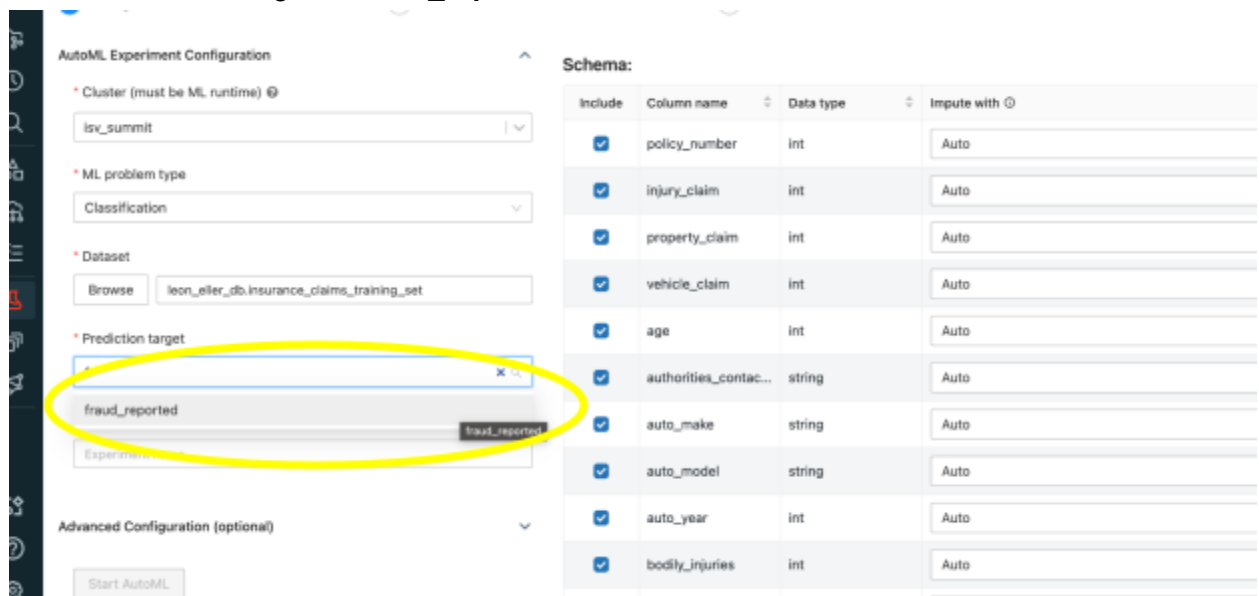 AutoML Experiment Configuration
* Cluster (must be ML runtime)
isv_summit
* ML problem type
Classification
* Dataset
Browse leon_eller_db.insurance_claims_training_set
* Prediction target
fraud_reported
fraud_reported
Experiment
Advanced Configuration (optional)
Start AutoML
Schema:
Include Column name Data type Impute with
policy_number int Auto
injury_claim int Auto
property_claim int Auto
vehicle_claim int Auto
age int Auto
authorities_contac... string Auto
auto_make string Auto
auto_model string Auto
auto_year int Auto
bodily_injuries int Auto